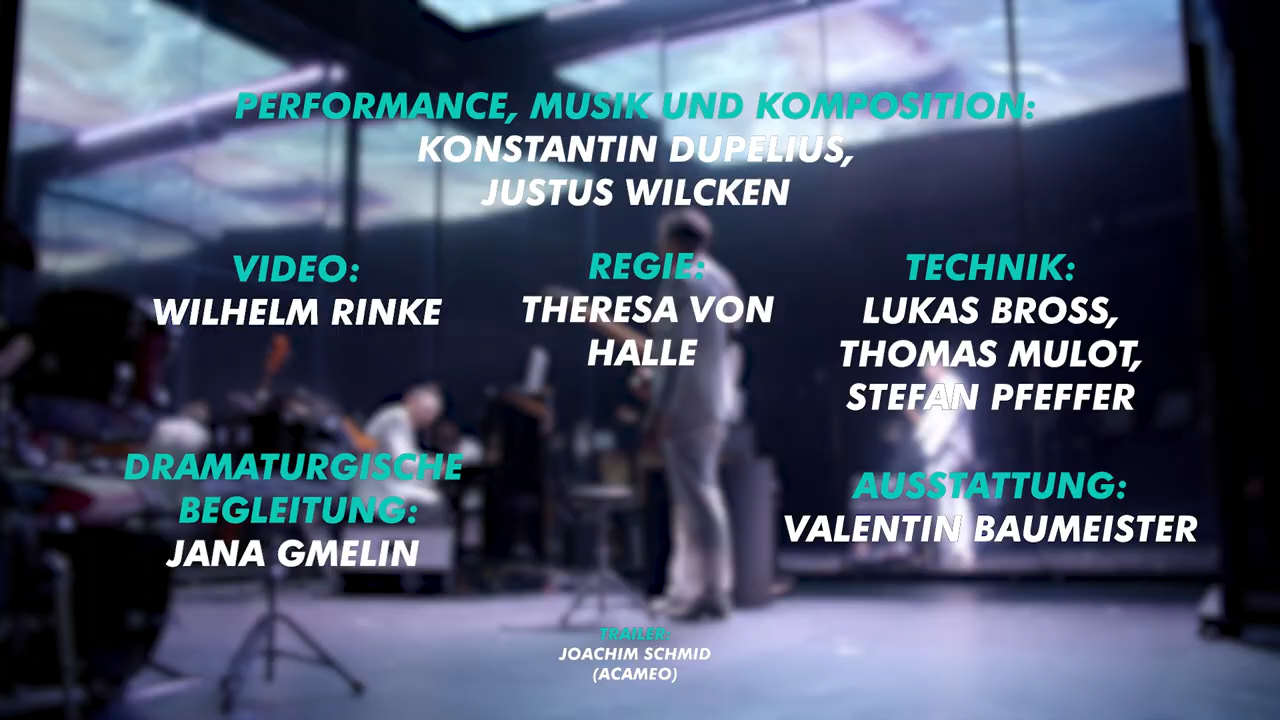 PERFORMANCE, MUSIK UND KOMPOSITION:
KONSTANTIN DUPELIUS,
JUSTUS WILCKEN
VIDEO:
WILHELM RINKE
REGIE:
THERESA VON
HALLE
TECHNIK:
LUKAS BROSS,
THOMAS MULOT,
STEFAN PFEFFER
DRAMATURGISCHE
BEGLEITUNG:
JANA GMELIN
AUSSTATTUNG:
VALENTIN BAUMEISTER
TRAILER:
JOACHIM SCHMID
(ACAMEO)